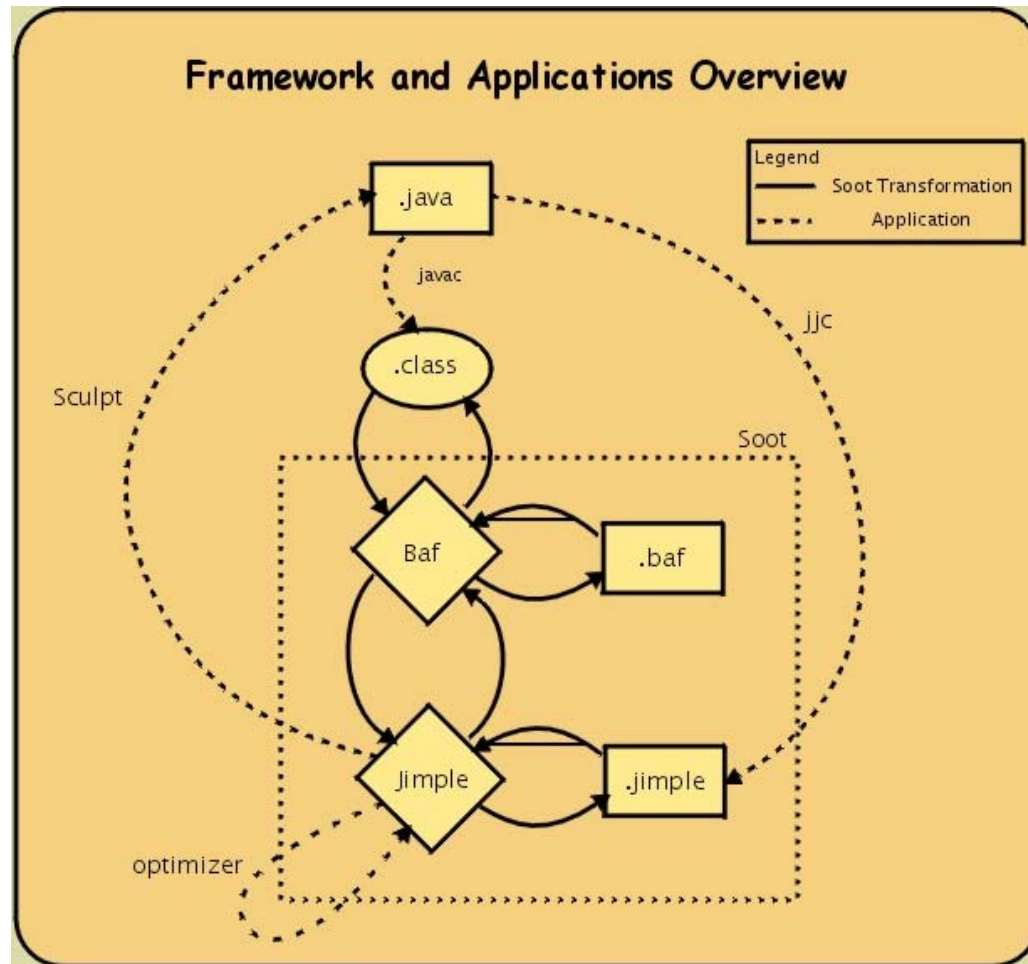 Framework and Applications Overview
Legend
Soot Transformation
Application
.java
javac
jjc
.class
Sculpt
Soot
Baf
.baf
Jimple
.jimple
optimizer